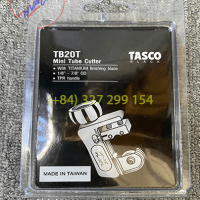 TB20T
Mini Tube Cutter
• With TITANIUM finishing blade
• 1/8" - 7/8" OD
• TPR handle
TASCO
BLACK
(+84) 337 299 154
MADE IN TAIWAN